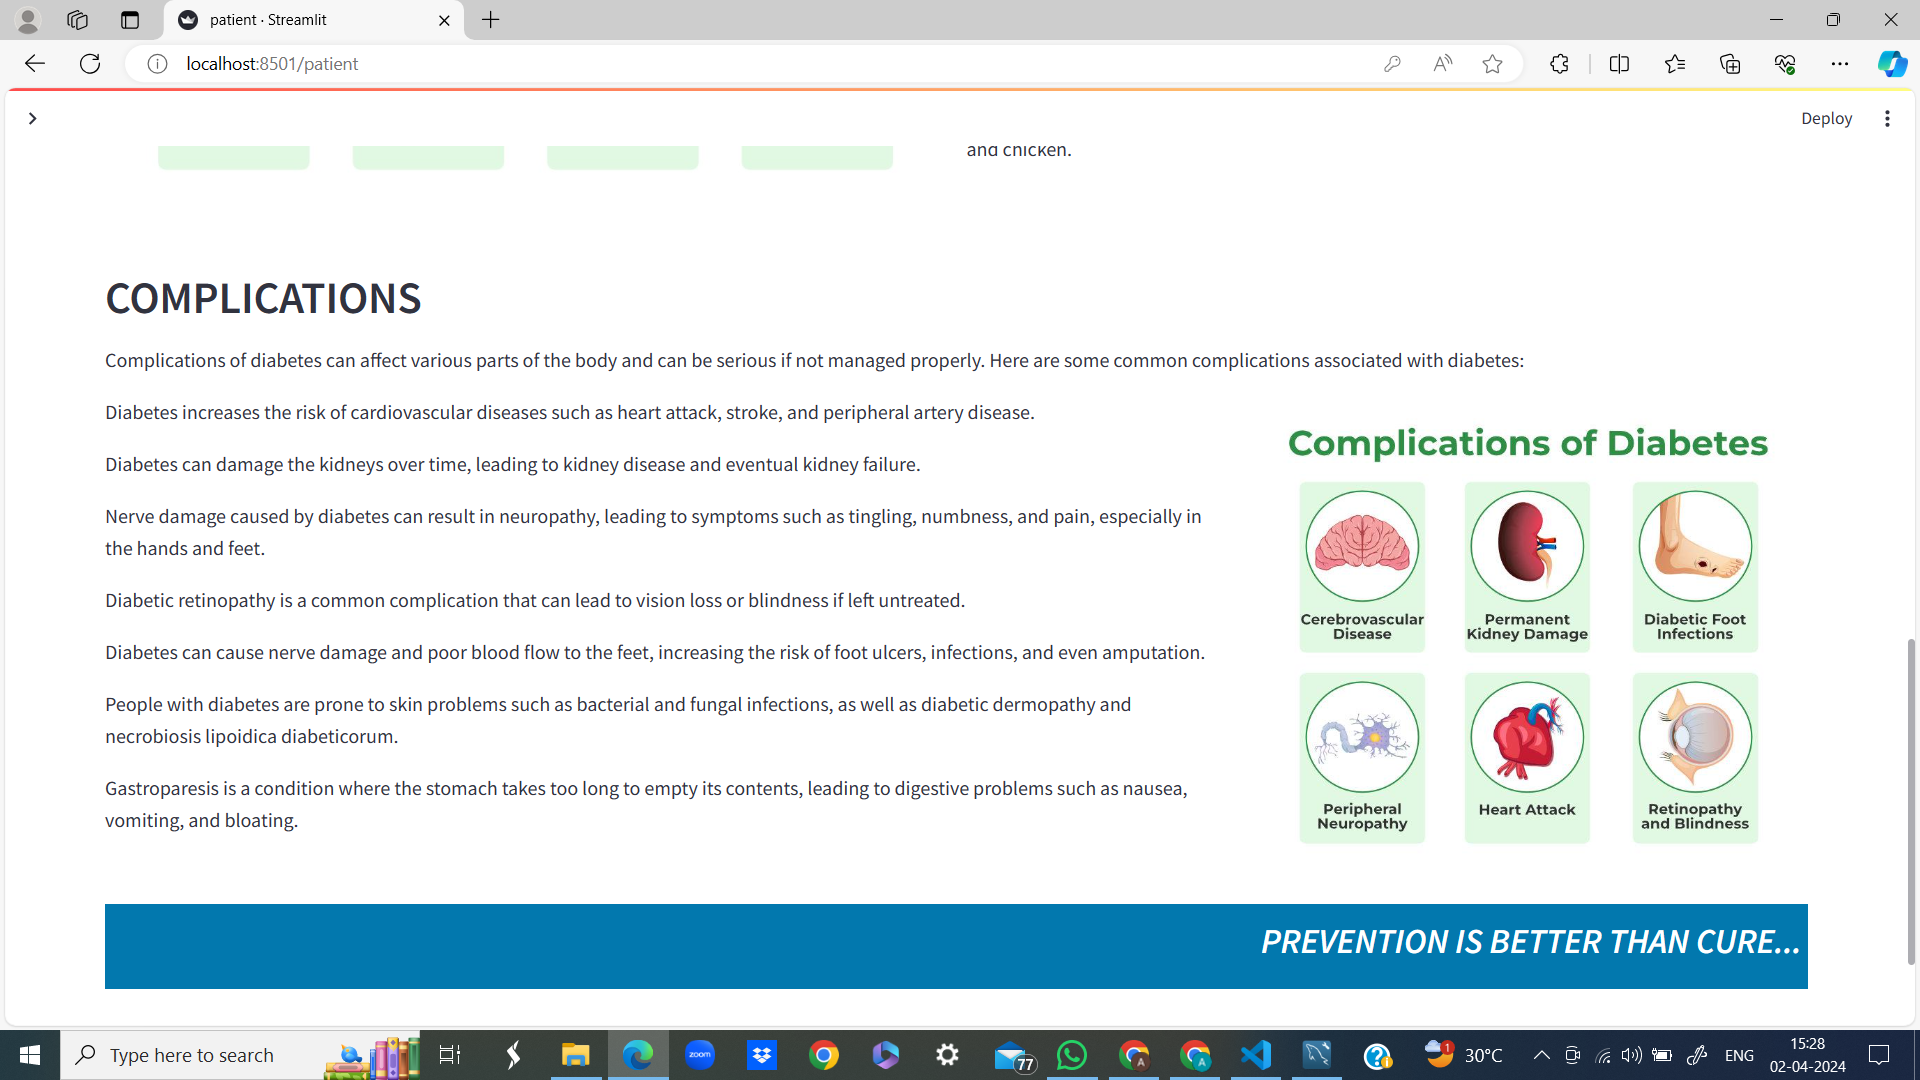 patient · Streamlit
localhost:8501/patient
Deploy
and chicken.
COMPLICATIONS
Complications of diabetes can affect various parts of the body and can be serious if not managed properly. Here are some common complications associated with diabetes:
Diabetes increases the risk of cardiovascular diseases such as heart attack, stroke, and peripheral artery disease.
Diabetes can damage the kidneys over time, leading to kidney disease and eventual kidney failure.
Nerve damage caused by diabetes can result in neuropathy, leading to symptoms such as tingling, numbness, and pain, especially in
the hands and feet.
Diabetic retinopathy is a common complication that can lead to vision loss or blindness if left untreated.
Diabetes can cause nerve damage and poor blood flow to the feet, increasing the risk of foot ulcers, infections, and even amputation.
People with diabetes are prone to skin problems such as bacterial and fungal infections, as well as diabetic dermopathy and
necrobiosis lipoidica diabeticorum.
Gastroparesis is a condition where the stomach takes too long to empty its contents, leading to digestive problems such as nausea,
vomiting, and bloating.
Complications of Diabetes
Cerebrovascular
Disease
Permanent
Kidney Damage
Diabetic Foot
Infections
Peripheral
Neuropathy
Heart Attack
Retinopathy
and Blindness
PREVENTION IS BETTER THAN CURE...
Type here to search
zoom
77
A
A
1
30°C
ENG
15:28
02-04-2024